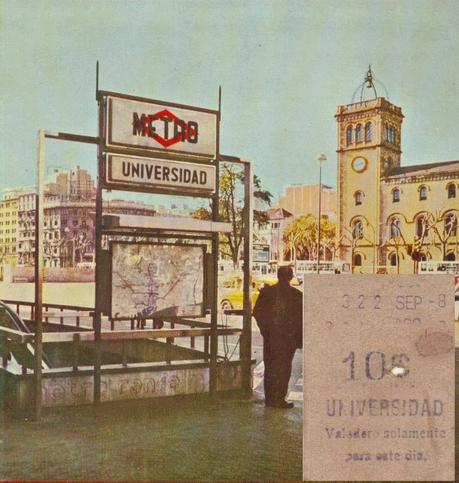 METRO
UNIVERSIDAD
322 SEP -8
10¢
UNIVERSIDAD
Valedero solamente
para este día.